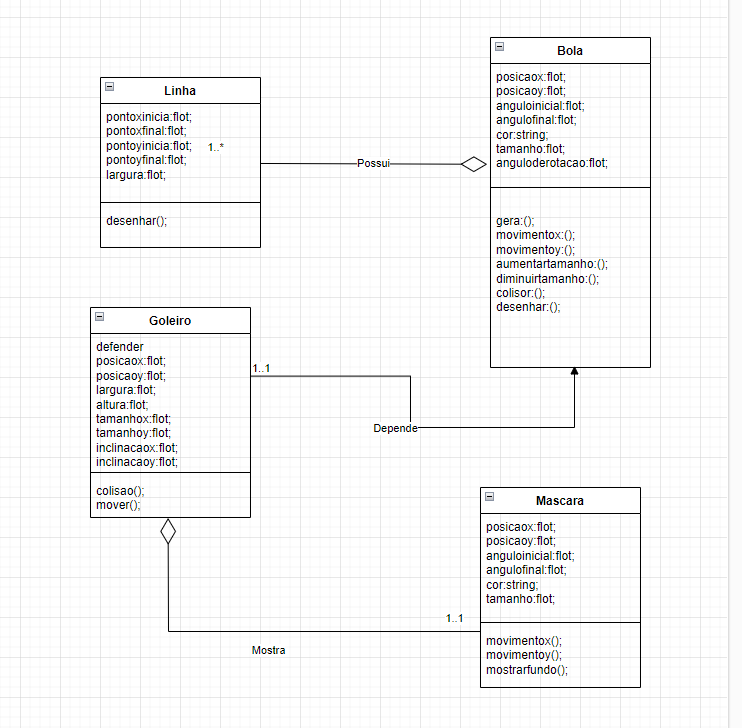 Linha
pontoxinicia:flot;
pontoxfinal:flot;
pontoyinicia:flot;
pontoyfinal:flot;
largura:flot;
desenhar();
1..*
Possui
Bola
posicaox:flot;
posicaoy:flot;
anguloinicial:flot;
angulofinal:flot;
cor:string;
tamanho:flot;
anguloderotacao:flot;
gera:();
movimentox:();
movimentoy:();
aumentartamanho:();
diminuirtamanho:();
colisor:();
desenhar:();
Goleiro
defender
posicaox:flot;
posicaoy:flot;
largura:flot;
altura:flot;
tamanhox:flot;
tamanhoy:flot;
inclinacaox:flot;
inclinacaoy:flot;
colisao();
mover();
1..1
Depende
Mascara
posicaox:flot;
posicaoy:flot;
anguloinicial:flot;
angulofinal:flot;
cor:string;
tamanho:flot;
movimentox();
movimentoy();
mostrarfundo();
1..1
Mostra